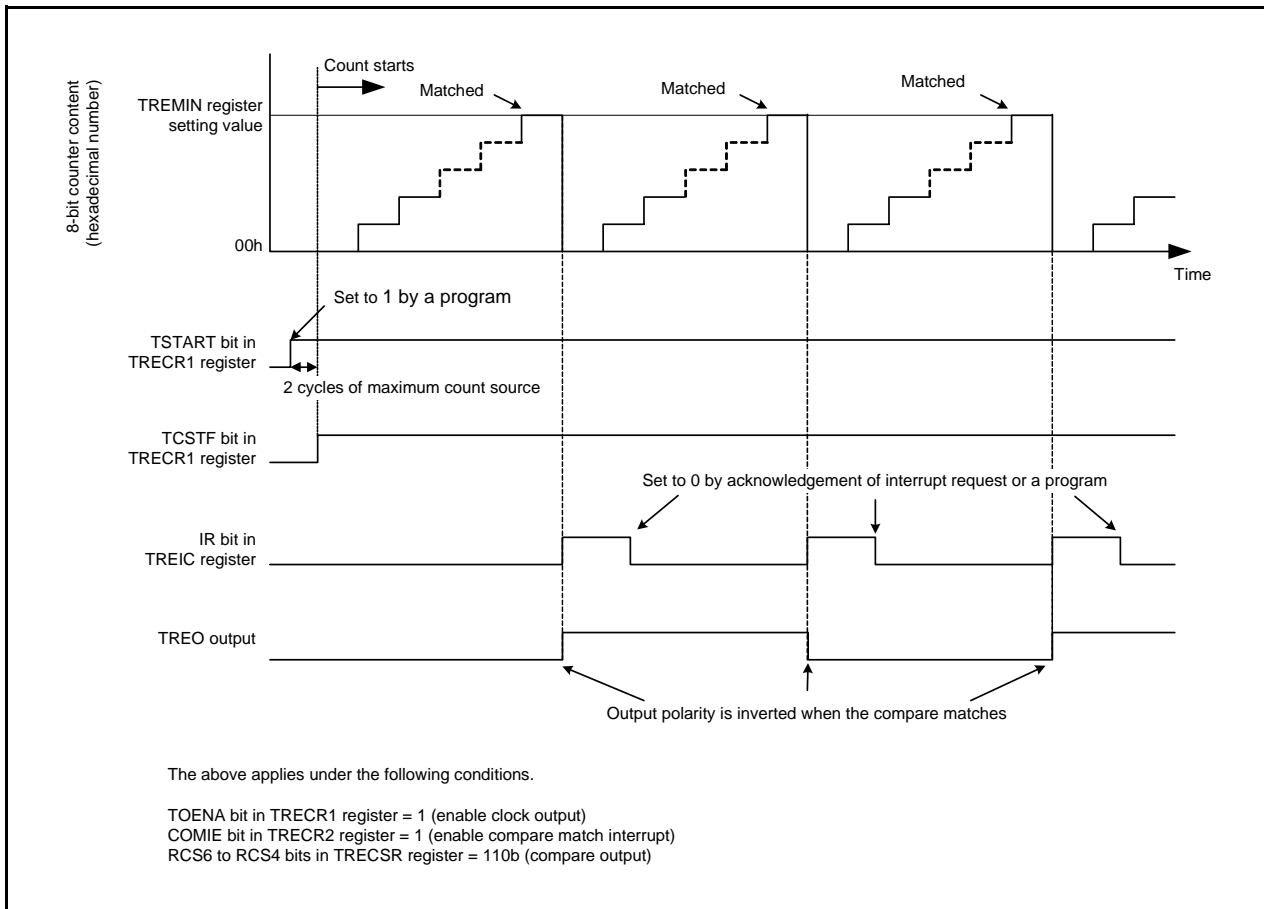 Count starts
Matched
Matched
Matched
8-bit counter content
(hexadecimal number)
TREMIN register
setting value
00h
Time
Set to 1 by a program
TSTART bit in
TRECR1 register
2 cycles of maximum count source
TCSTF bit in
TRECR1 register
Set to 0 by acknowledgement of interrupt request or a program
IR bit in
TREIC register
TREO output
Output polarity is inverted when the compare matches
The above applies under the following conditions.
TOENA bit in TRECR1 register = 1 (enable clock output)
COMIE bit in TRECR2 register = 1 (enable compare match interrupt)
RCS6 to RCS4 bits in TRECSR register = 110b (compare output)